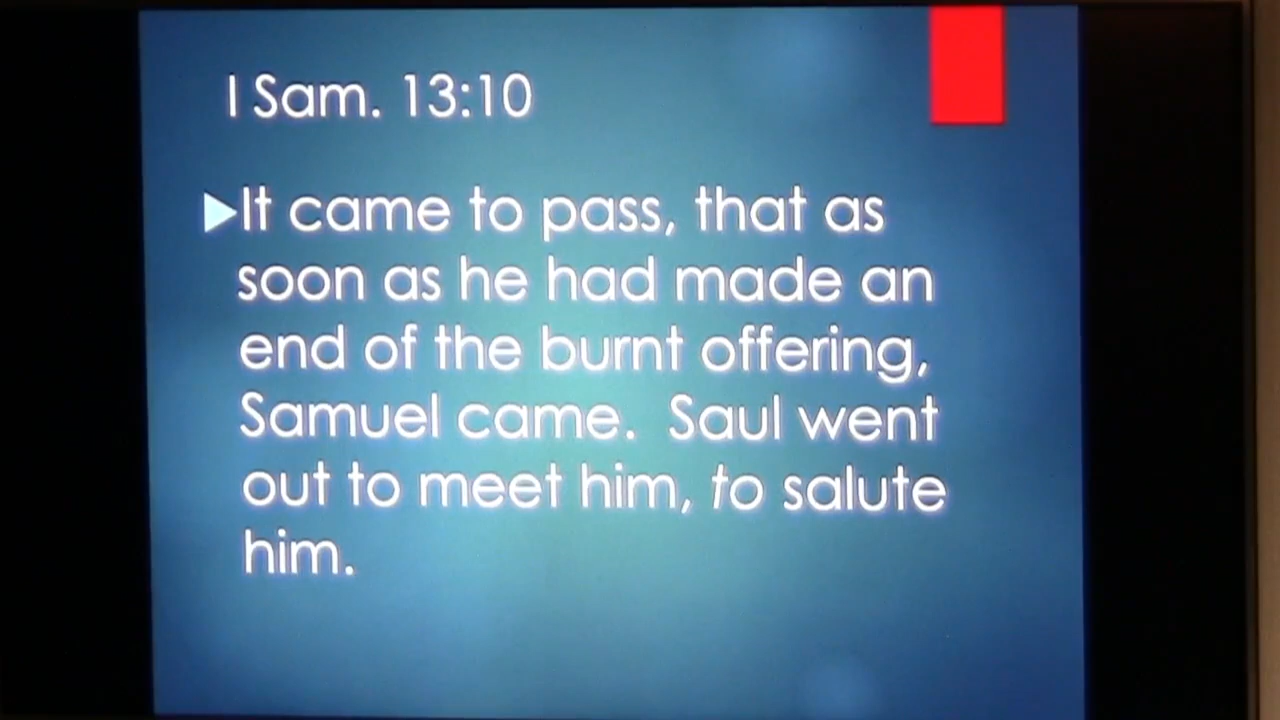 I Sam. 13:10
It came to pass, that as
soon as he had made an
end of the burnt offering,
Samuel came.  Saul went
out to meet him, to salute
him.